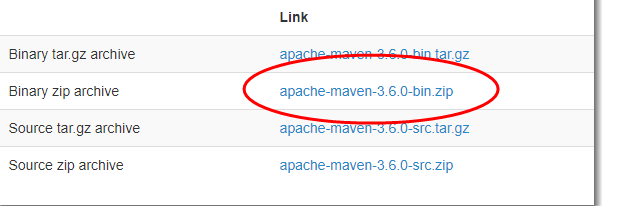 Link
Binary tar.gz archive apache-maven-3.6.0-bin.tar.gz
Binary zip archive apache-maven-3.6.0-bin.zip
Source tar.gz archive apache-maven-3.6.0-src.tar.gz
Source zip archive apache-maven-3.6.0-src.zip